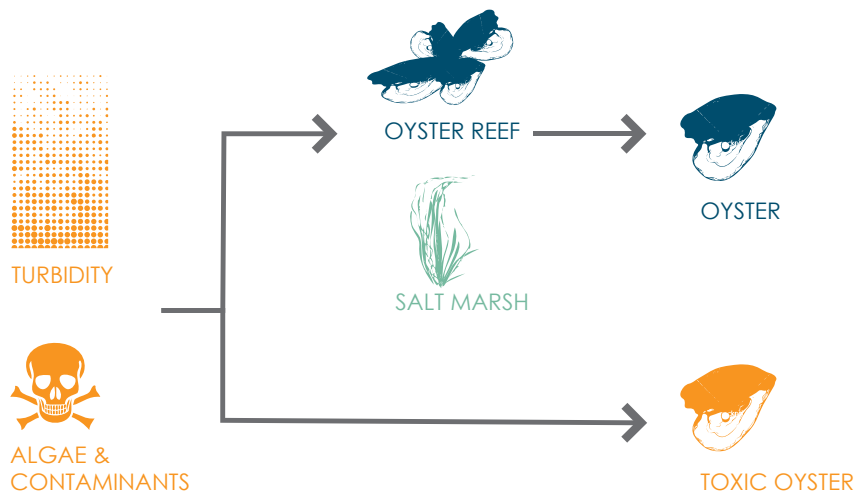 OYSTER REEF
OYSTER
TURBIDITY
SALT MARSH
ALGAE &
CONTAMINANTS
TOXIC OYSTER